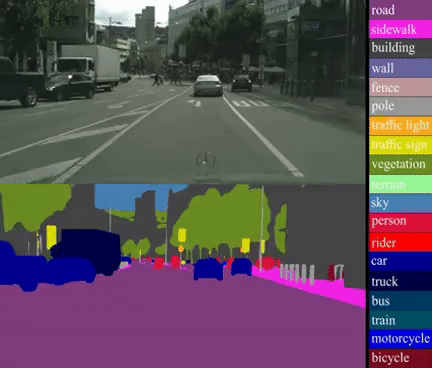 road
sidewalk
building
wall
fence
pole
traffic light
traffic sign
vegetation
terrain
sky
person
rider
car
truck
bus
train
motorcycle
bicycle